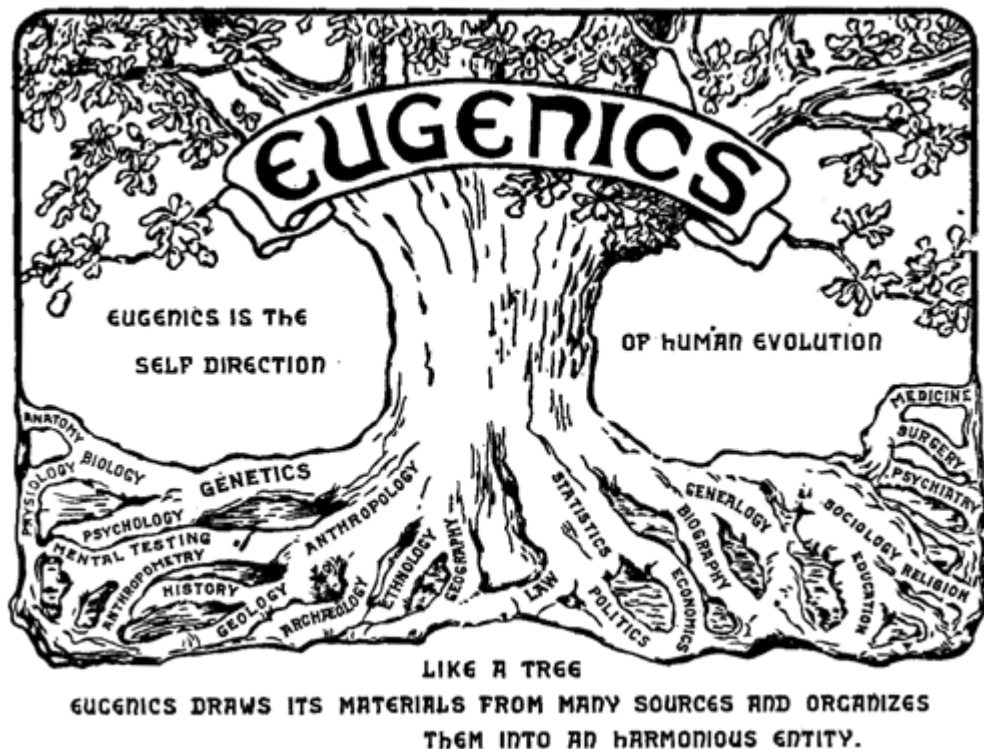 EUGENICS
EUGENICS IS THE
SELF DIRECTION
OF HUMAN EVOLUTION
ANATOMY
PHYSIOLOGY
BIOLOGY
GENETICS
PSYCHOLOGY
MENTAL TESTING
ANTHROPOMETRY
HISTORY
GEOLOGY
ANTHROPOLOGY
ARCHÆOLOGY
ETHNOLOGY
GEOGRAPHY
LAW
STATISTICS
POLITICS
ECONOMICS
BIOGRAPHY
GENEALOGY
SOCIOLOGY
EDUCATION
RELIGION
PSYCHIATRY
SURGERY
MEDICINE
LIKE A TREE
EUGENICS DRAWS ITS MATERIALS FROM MANY SOURCES AND ORGANIZES
THEM INTO AN HARMONIOUS ENTITY.